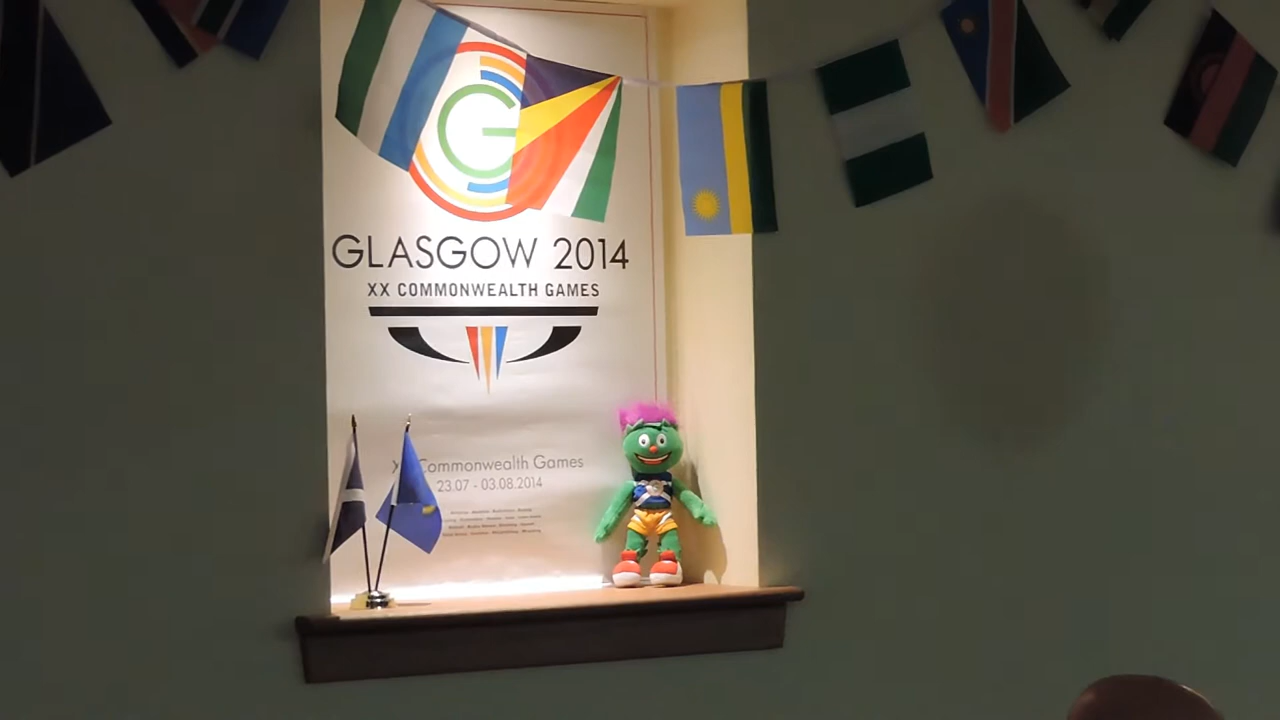 G
GLASGOW 2014
XX COMMONWEALTH GAMES
Commonwealth Games
23.07 - 03.08.2014